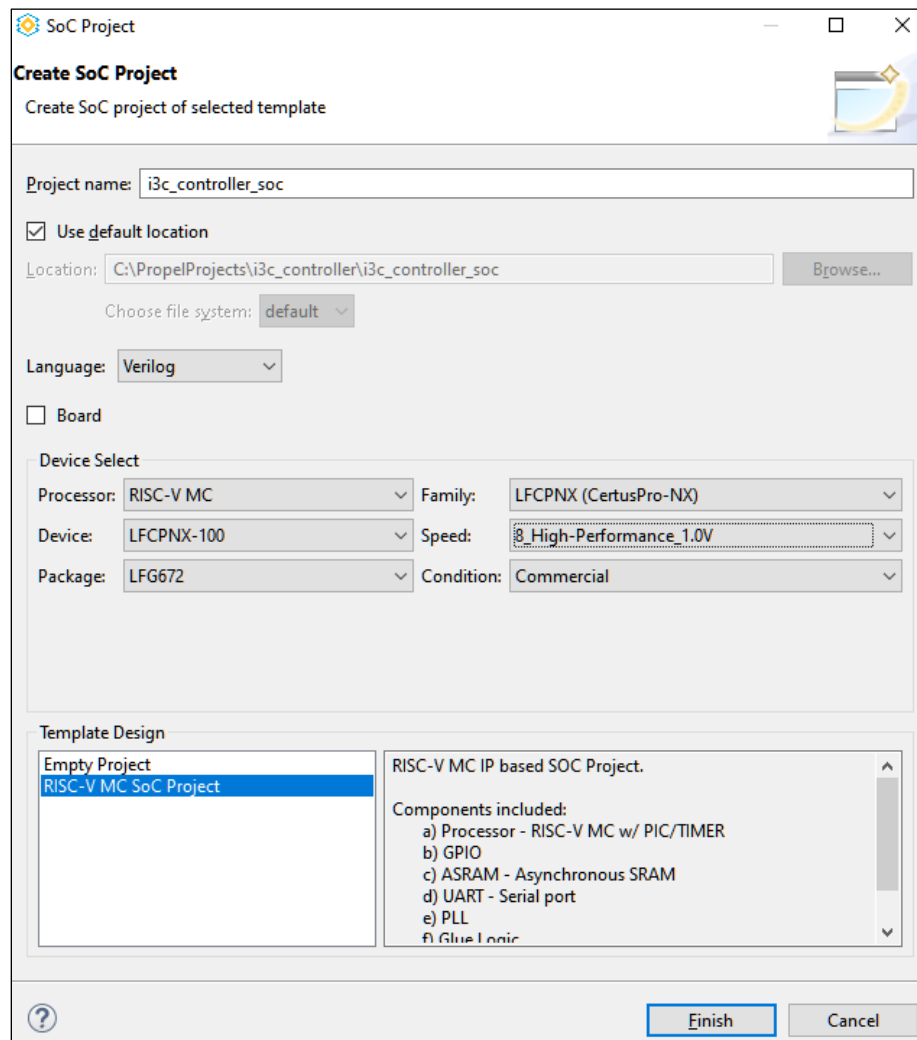 SoC Project
Create SoC Project
Create SoC project of selected template
Project name: i3c_controller_soc
Use default location
Location: C:\PropelProjects\i3c_controller\i3c_controller_soc Browse...
Choose file system: default
Language: Verilog
Board
Device Select
Processor: RISC-V MC Family: LFCPNX (CertusPro-NX)
Device: LFCPNX-100 Speed: 8_High-Performance_1.0V
Package: LFG672 Condition: Commercial
Template Design
Empty Project
RISC-V MC SoC Project
RISC-V MC IP based SOC Project.
Components included:
a) Processor - RISC-V MC w/ PIC/TIMER
b) GPIO
c) ASRAM - Asynchronous SRAM
d) UART - Serial port
e) PLL
f) Glue Logic
? Finish Cancel